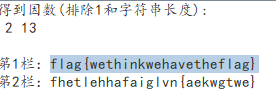 得到因数(排除1和字符串长度):
2 13
第1栏: flag{wethinkwehavetheflag}
第2栏: fhetlehhafaiglvn{aekwgtwe}